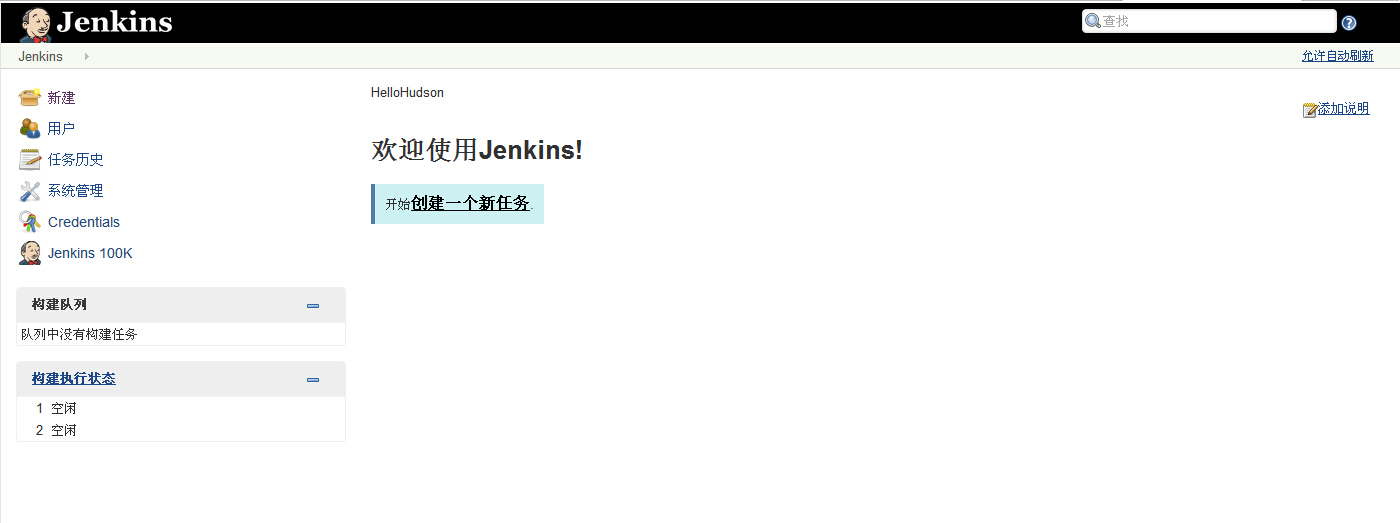 Jenkins
查找
Jenkins
允许自动刷新
新建
用户
任务历史
系统管理
Credentials
Jenkins 100K
构建队列
队列中没有构建任务
构建执行状态
1 空闲
2 空闲
HelloHudson
添加说明
欢迎使用Jenkins!
开始创建一个新任务.